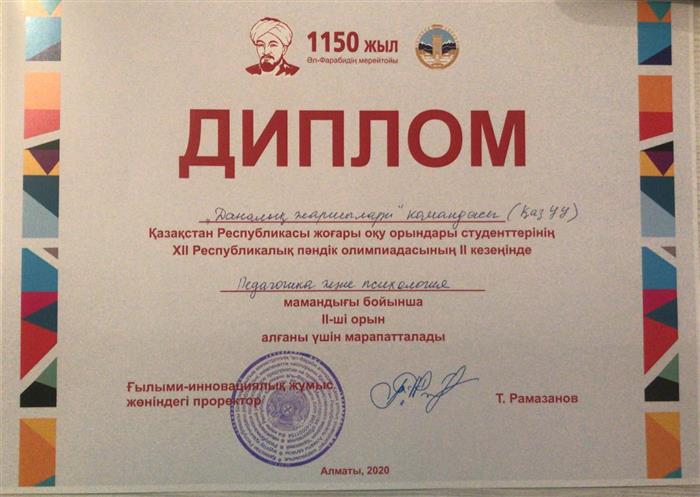 1150 жыл
Әл-Фарабидің мерейтойы
ДИПЛОМ
"Даналық жаршылары" командасы (ҚазҰУ)
Қазақстан Республикасы жоғары оқу орындары студенттерінің
XII Республикалық пәндік олимпиадасының II кезеңінде
Педагогика және психология
мамандығы бойынша
II-ші орын
алғаны үшін марапатталады
Ғылыми-инновациялық жұмыс
жөніндегі проректор
Т. Рамазанов
Алматы, 2020